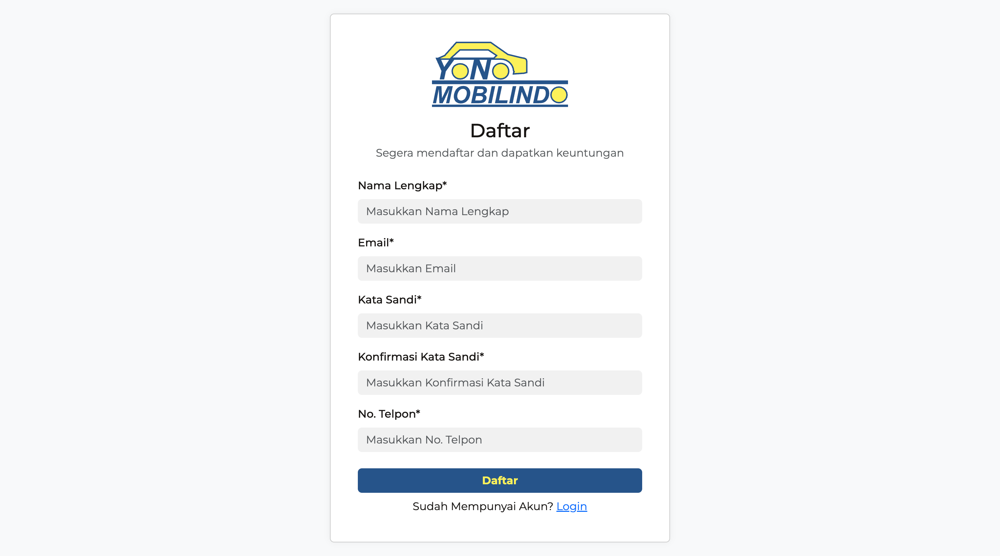 YoNo
MOBILINDO
Daftar
Segera mendaftar dan dapatkan keuntungan
Nama Lengkap*
Masukkan Nama Lengkap
Email*
Masukkan Email
Kata Sandi*
Masukkan Kata Sandi
Konfirmasi Kata Sandi*
Masukkan Konfirmasi Kata Sandi
No. Telpon*
Masukkan No. Telpon
Daftar
Sudah Mempunyai Akun? Login